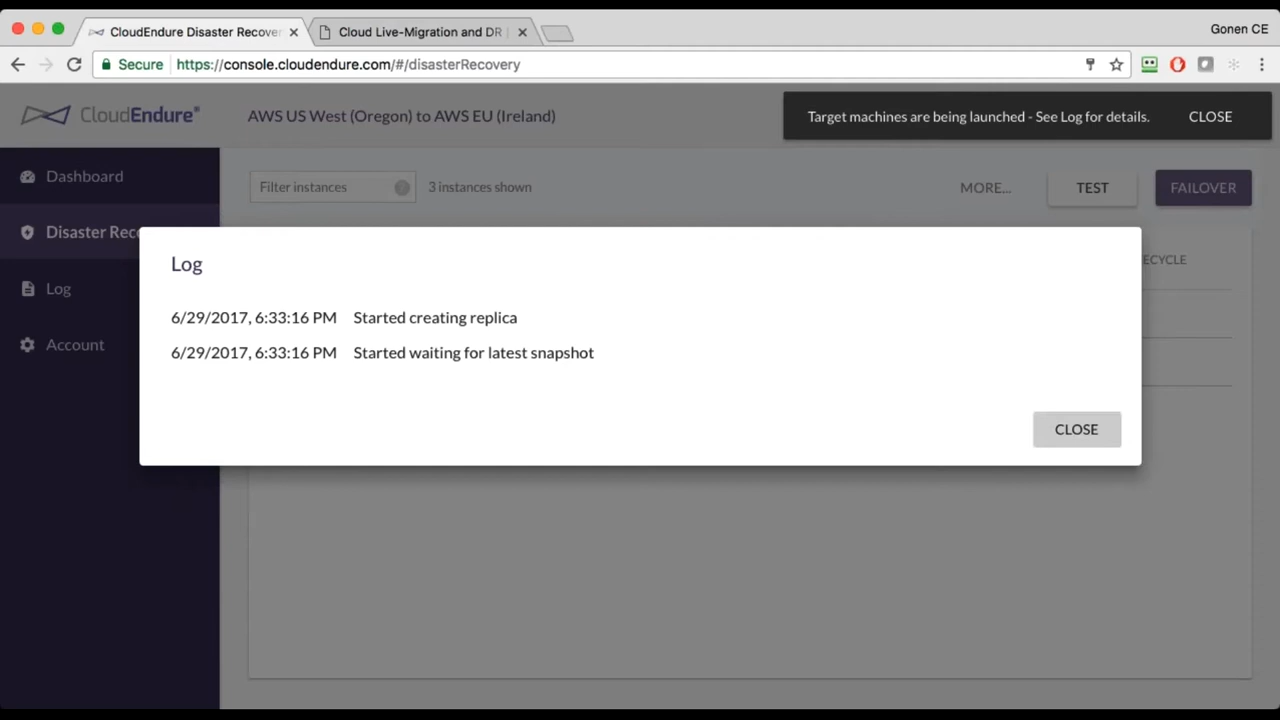 CloudEndure Disaster Recover
Cloud Live-Migration and DR |
Gonen CE
Secure
https://console.cloudendure.com/#/disasterRecovery
CloudEndure®
AWS US West (Oregon) to AWS EU (Ireland)
Target machines are being launched - See Log for details.
CLOSE
Dashboard
Filter instances
?
3 instances shown
MORE...
TEST
FAILOVER
Disaster Reco
ECYCLE
Log
Account
Log
6/29/2017, 6:33:16 PM Started creating replica
6/29/2017, 6:33:16 PM Started waiting for latest snapshot
CLOSE